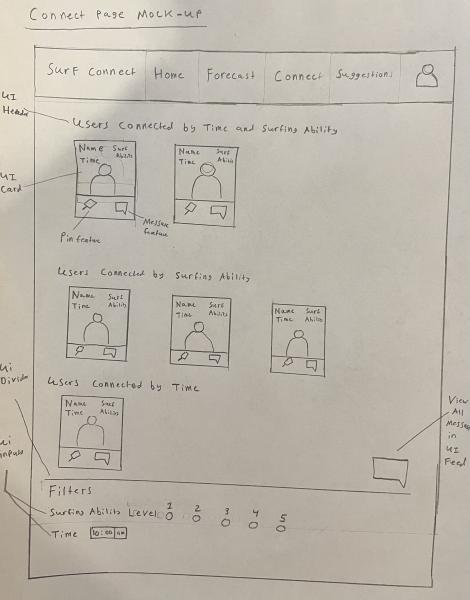 Connect Page Mock-up
Surf Connect Home Forecast Connect Suggestions
UI Header
Users Connected by Time and Surfing Ability
Name Surf Ability
Time
Name Surf Ability
Time
UI Card
Pin feature
Message feature
Users Connected by Surfing Ability
Name Surf Ability
Time
Name Surf Ability
Time
Name Surf Ability
Time
UI Divider
Users Connected by Time
Name Surf Ability
Time
View All Messages in UI Feed
UI inputs
Filters
Surfing Ability Level 1 2 3 4 5
Time 10:00 am